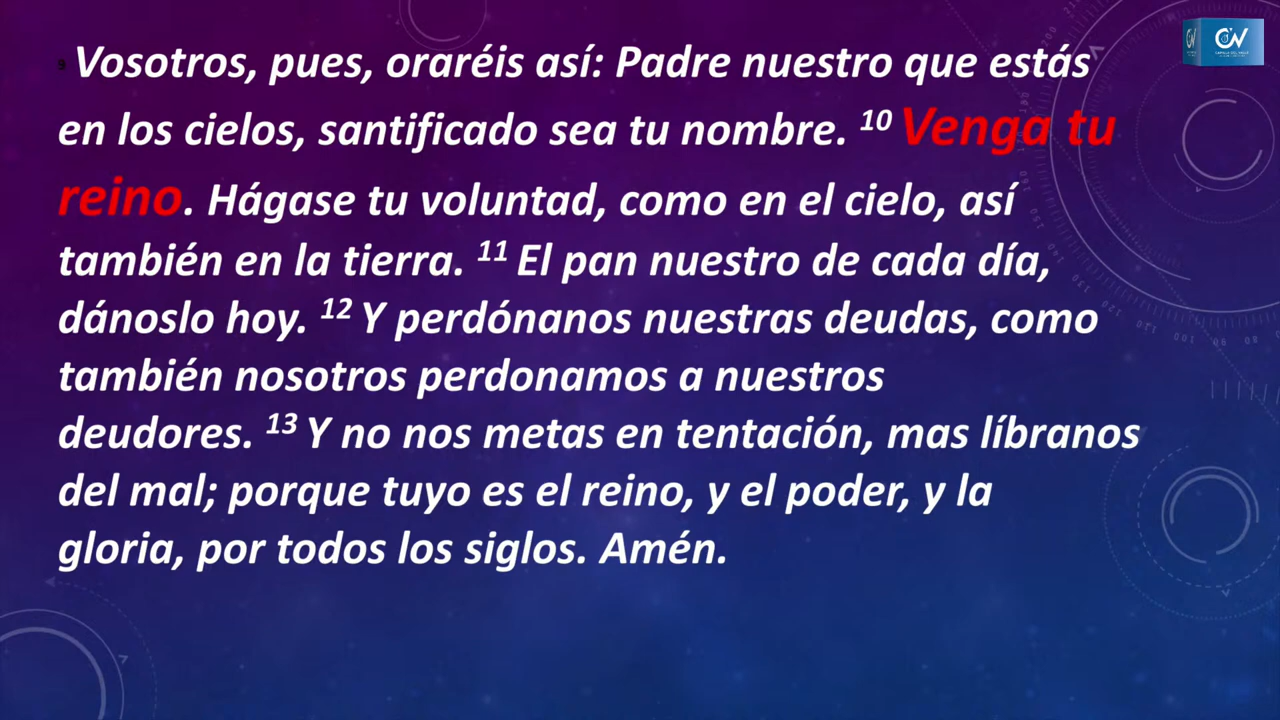 9 Vosotros, pues, oraréis así: Padre nuestro que estás
en los cielos, santificado sea tu nombre. 10 Venga tu
reino. Hágase tu voluntad, como en el cielo, así
también en la tierra. 11 El pan nuestro de cada día,
dánoslo hoy. 12 Y perdónanos nuestras deudas, como
también nosotros perdonamos a nuestros
deudores. 13 Y no nos metas en tentación, mas líbranos
del mal; porque tuyo es el reino, y el poder, y la
gloria, por todos los siglos. Amén.